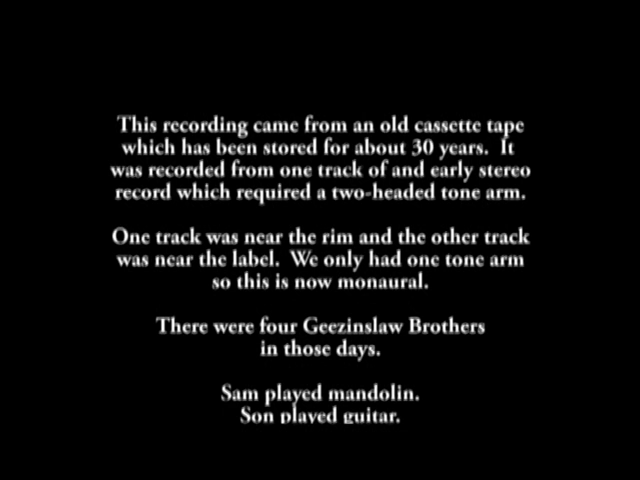 This recording came from an old cassette tape
which has been stored for about 30 years.  It
was recorded from one track of and early stereo
record which required a two-headed tone arm.
One track was near the rim and the other track
was near the label.  We only had one tone arm
so this is now monaural.
There were four Geezinslaw Brothers
in those days.
Sam played mandolin.
Son played guitar.